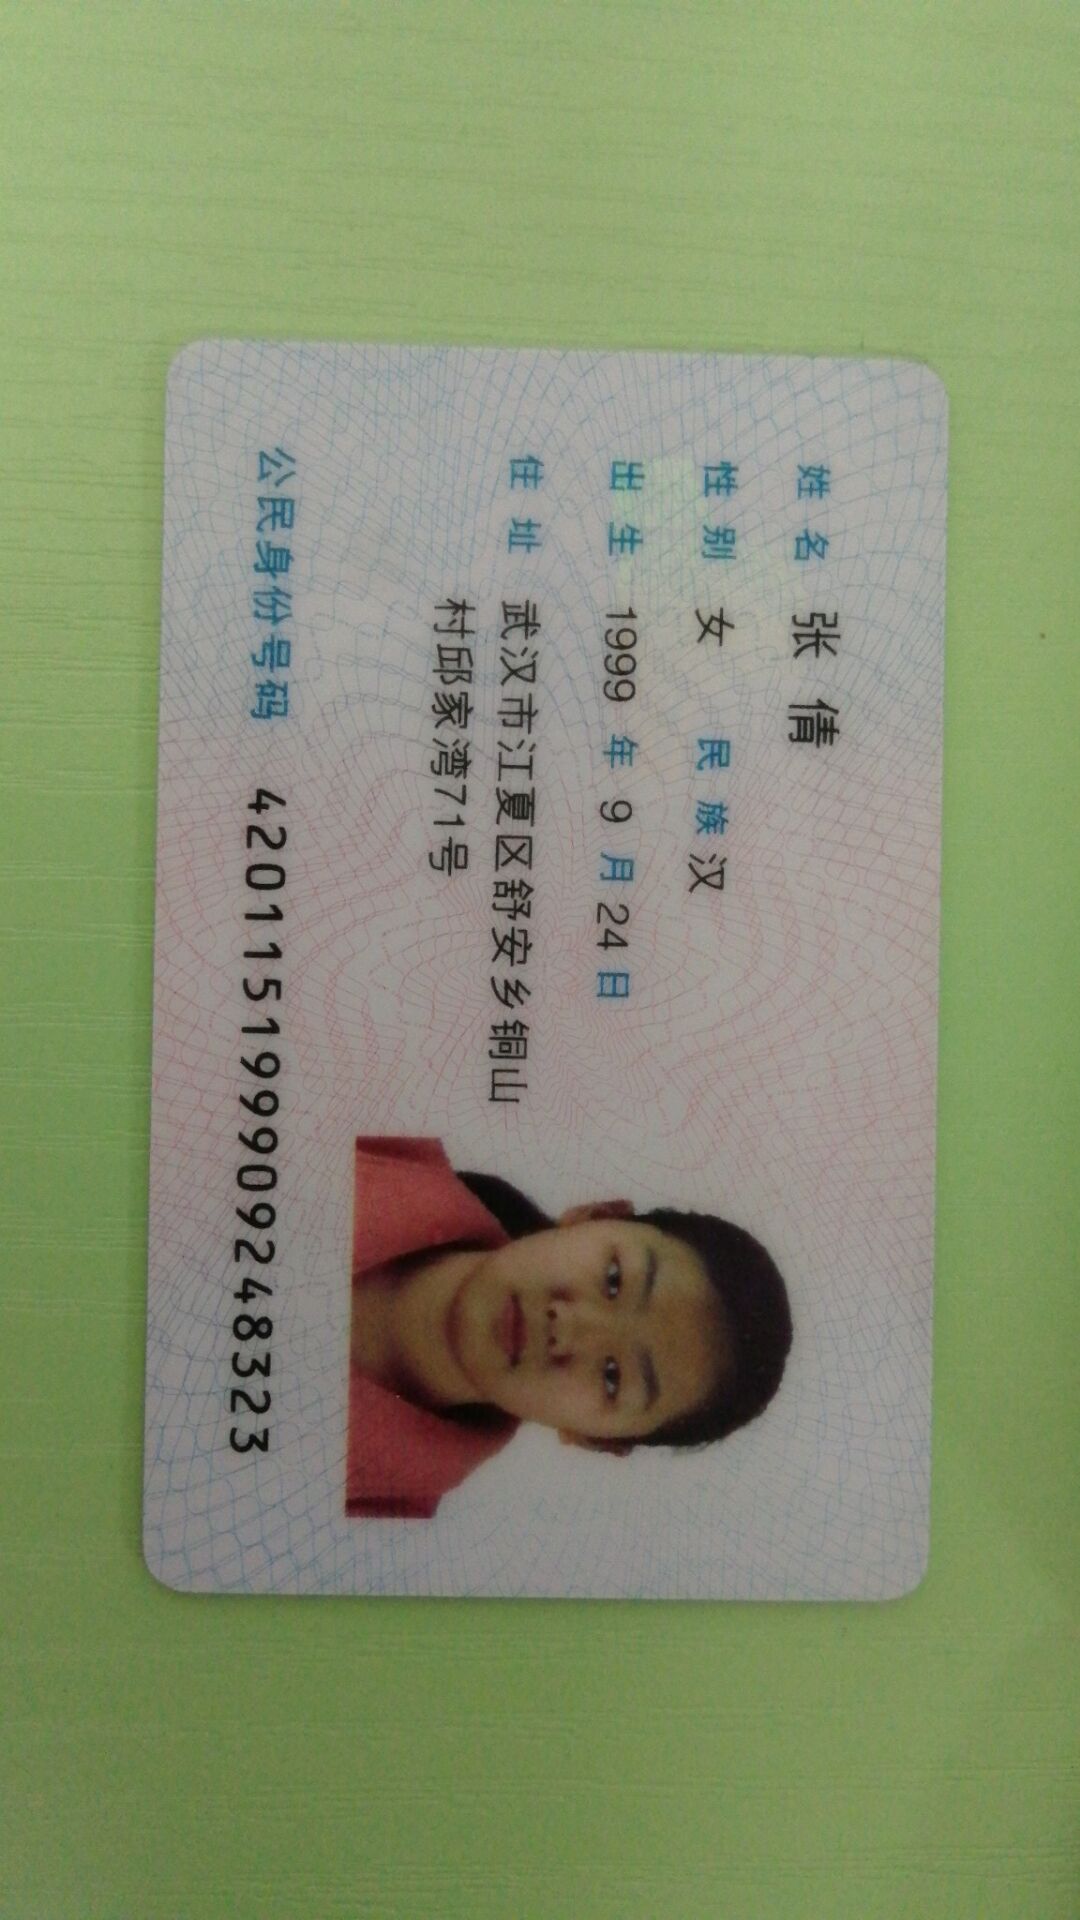 姓名 张倩
性别 女 民族 汉
出生 1999 年 9 月 24 日
住址 武汉市江夏区舒安乡铜山
村邱家湾71号
公民身份号码 420115199909248323